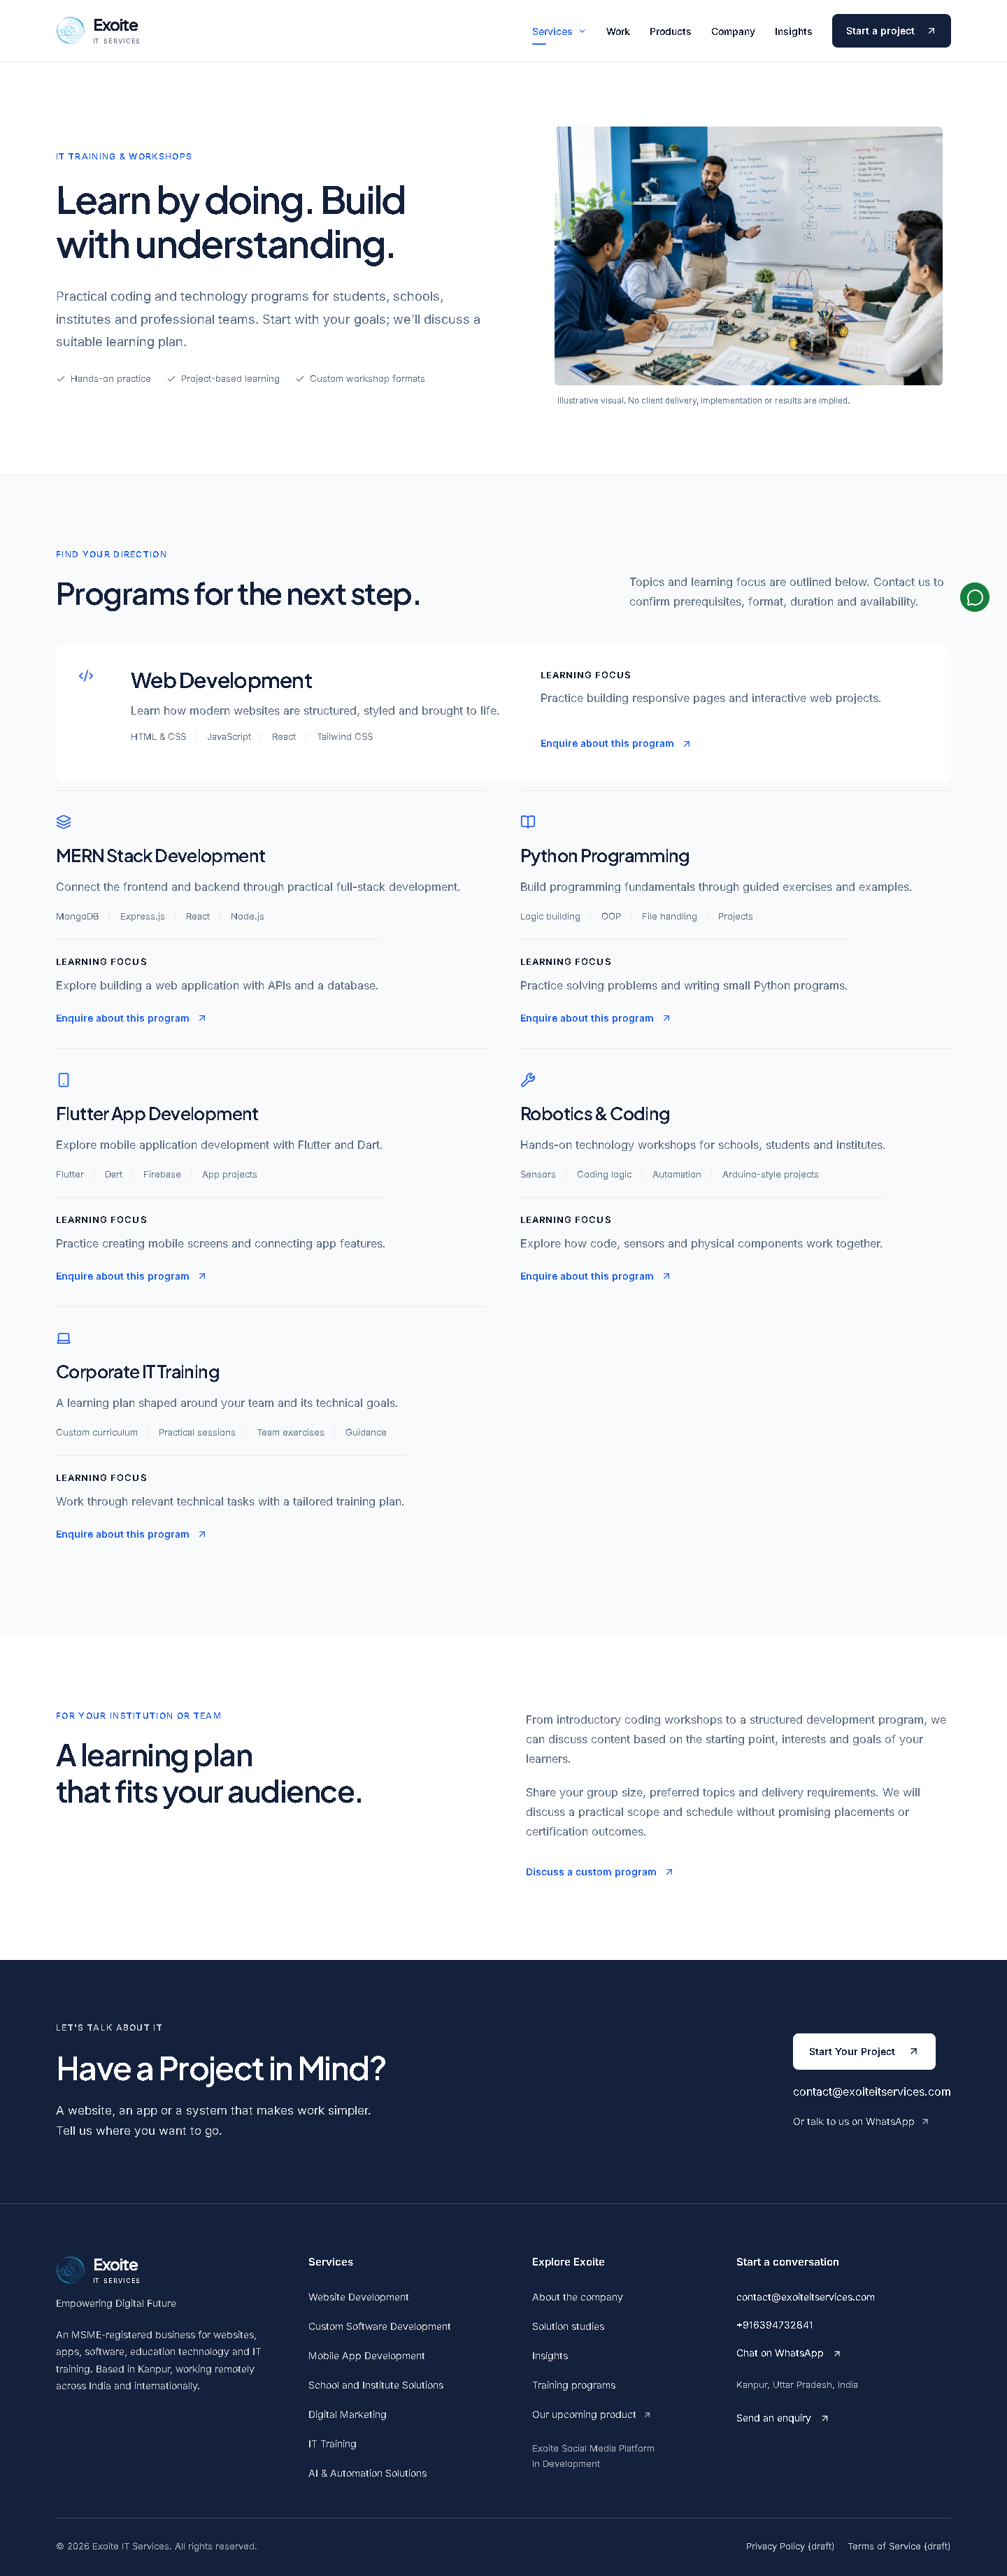 Exoite
IT SERVICES
Services
Work
Products
Company
Insights
Start a project
IT TRAINING & WORKSHOPS
Learn by doing. Build
with understanding.
Practical coding and technology programs for students, schools,
institutes and professional teams. Start with your goals; we'll discuss a
suitable learning plan.
Hands-on practice
Project-based learning
Custom workshop formats
Learning Topics
Key Skills
Illustrative visual. No client delivery, implementation or results are implied.
FIND YOUR DIRECTION
Programs for the next step.
Topics and learning focus are outlined below. Contact us to
confirm prerequisites, format, duration and availability.
Web Development
Learn how modern websites are structured, styled and brought to life.
HTML & CSS / JavaScript / React / Tailwind CSS
LEARNING FOCUS
Practice building responsive pages and interactive web projects.
Enquire about this program
MERN Stack Development
Connect the frontend and backend through practical full-stack development.
MongoDB / Express.js / React / Node.js
LEARNING FOCUS
Explore building a web application with APIs and a database.
Enquire about this program
Python Programming
Build programming fundamentals through guided exercises and examples.
Logic building / OOP / File handling / Projects
LEARNING FOCUS
Practice solving problems and writing small Python programs.
Enquire about this program
Flutter App Development
Explore mobile application development with Flutter and Dart.
Flutter / Dart / Firebase / App projects
LEARNING FOCUS
Practice creating mobile screens and connecting app features.
Enquire about this program
Robotics & Coding
Hands-on technology workshops for schools, students and institutes.
Sensors / Coding logic / Automation / Arduino-style projects
LEARNING FOCUS
Explore how code, sensors and physical components work together.
Enquire about this program
Corporate IT Training
A learning plan shaped around your team and its technical goals.
Custom curriculum / Practical sessions / Team exercises / Guidance
LEARNING FOCUS
Work through relevant technical tasks with a tailored training plan.
Enquire about this program
FOR YOUR INSTITUTION OR TEAM
A learning plan
that fits your audience.
From introductory coding workshops to a structured development program, we
can discuss content based on the starting point, interests and goals of your
learners.
Share your group size, preferred topics and delivery requirements. We will
discuss a practical scope and schedule without promising placements or
certification outcomes.
Discuss a custom program
LET'S TALK ABOUT IT
Have a Project in Mind?
A website, an app or a system that makes work simpler.
Tell us where you want to go.
Start Your Project
contact@exoiteitservices.com
Or talk to us on WhatsApp
Exoite
IT SERVICES
Empowering Digital Future
An MSME-registered business for websites,
apps, software, education technology and IT
training. Based in Kanpur, working remotely
across India and internationally.
Services
Website Development
Custom Software Development
Mobile App Development
School and Institute Solutions
Digital Marketing
IT Training
AI & Automation Solutions
Explore Exoite
About the company
Solution studies
Insights
Training programs
Our upcoming product
Exoite Social Media Platform
In Development
Start a conversation
contact@exoiteitservices.com
+916394732841
Chat on WhatsApp
Kanpur, Uttar Pradesh, India
Send an enquiry
© 2026 Exoite IT Services. All rights reserved.
Privacy Policy (draft)
Terms of Service (draft)